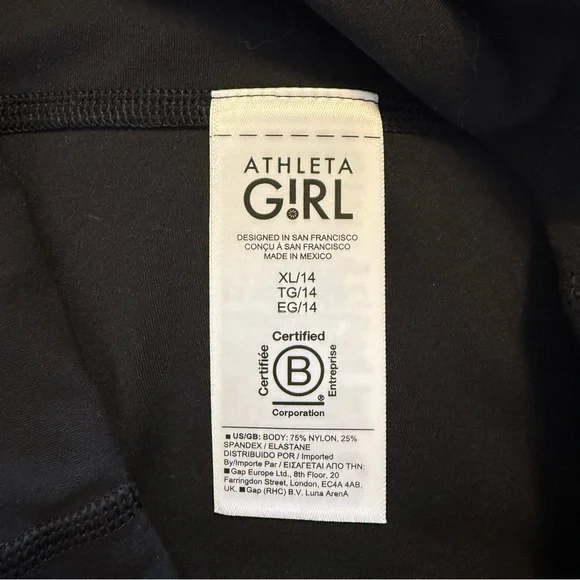 ATHLETA
G!RL
DESIGNED IN SAN FRANCISCO
CONÇU À SAN FRANCISCO
MADE IN MEXICO
XL/14
TG/14
EG/14
Certified
Certifiée
B
Entreprise
®
Corporation
■ US/GB: BODY: 75% NYLON, 25%
SPANDEX / ELASTANE
DISTRIBUIDO POR / Imported
By/Importe Par / ΕΙΣΑΓΕΤΑΙ ΑΠΟ ΤΗΝ:
■ Gap Europe Ltd., 8th Floor, 20
Farringdon Street, London, EC4A 4AB,
UK. ■ Gap (RHC) B.V. Luna ArenA